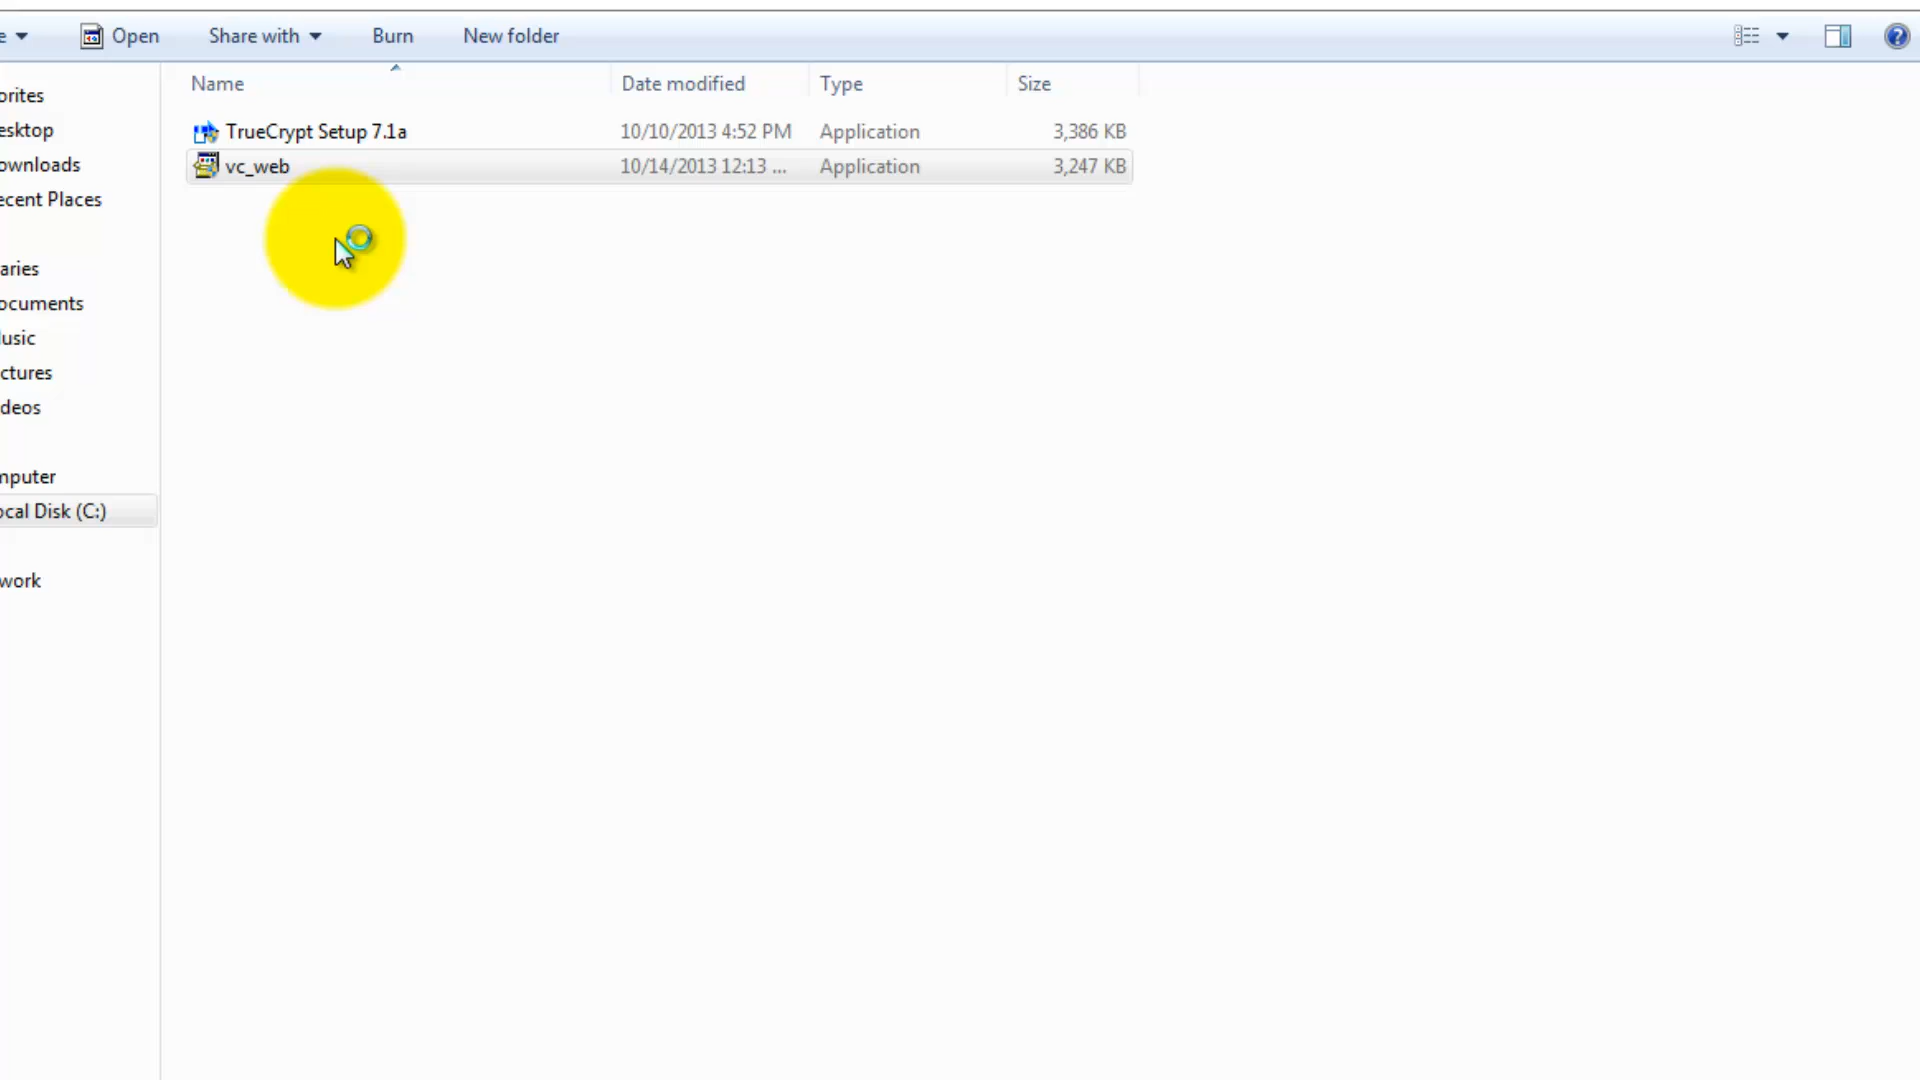 e Open Share with Burn New folder
Name Date modified Type Size
orites
TrueCrypt Setup 7.1a 10/10/2013 4:52 PM Application 3,386 KB
esktop
vc_web 10/14/2013 12:13 ... Application 3,247 KB
ownloads
ecent Places
aries
ocuments
usic
ctures
deos
mputer
ocal Disk (C:)
work